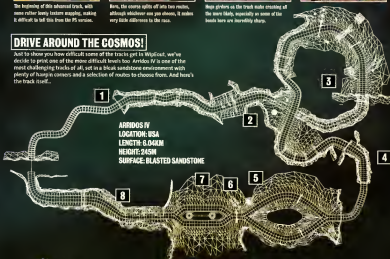 The beginning of this advanced track, with
some rather lovely texture mapping, making
it difficult to tell this from the PS version.
Here, the course splits off into two routes,
although whichever one you choose, it makes
very little difference to the race.
Huge girders on the track make crossing all
the more likely, especially as some of the
bends here are incredibly sharp.
DRIVE AROUND THE COSMOS!
Just to show you how difficult some of the tracks get in WipEout, we've
decide to print one of the more difficult levels too. Arridos IV is one of the
most challenging tracks of all, set in a bleak sandstone environment with
plenty of hairpin corners and a selection of routes to choose from. And here's
the track itself...
1
2
3
4
ARRIDOS IV
LOCATION: USA
LENGTH: 6.04KM
HEIGHT: 245M
SURFACE: BLASTED SANDSTONE
5
6
7
8